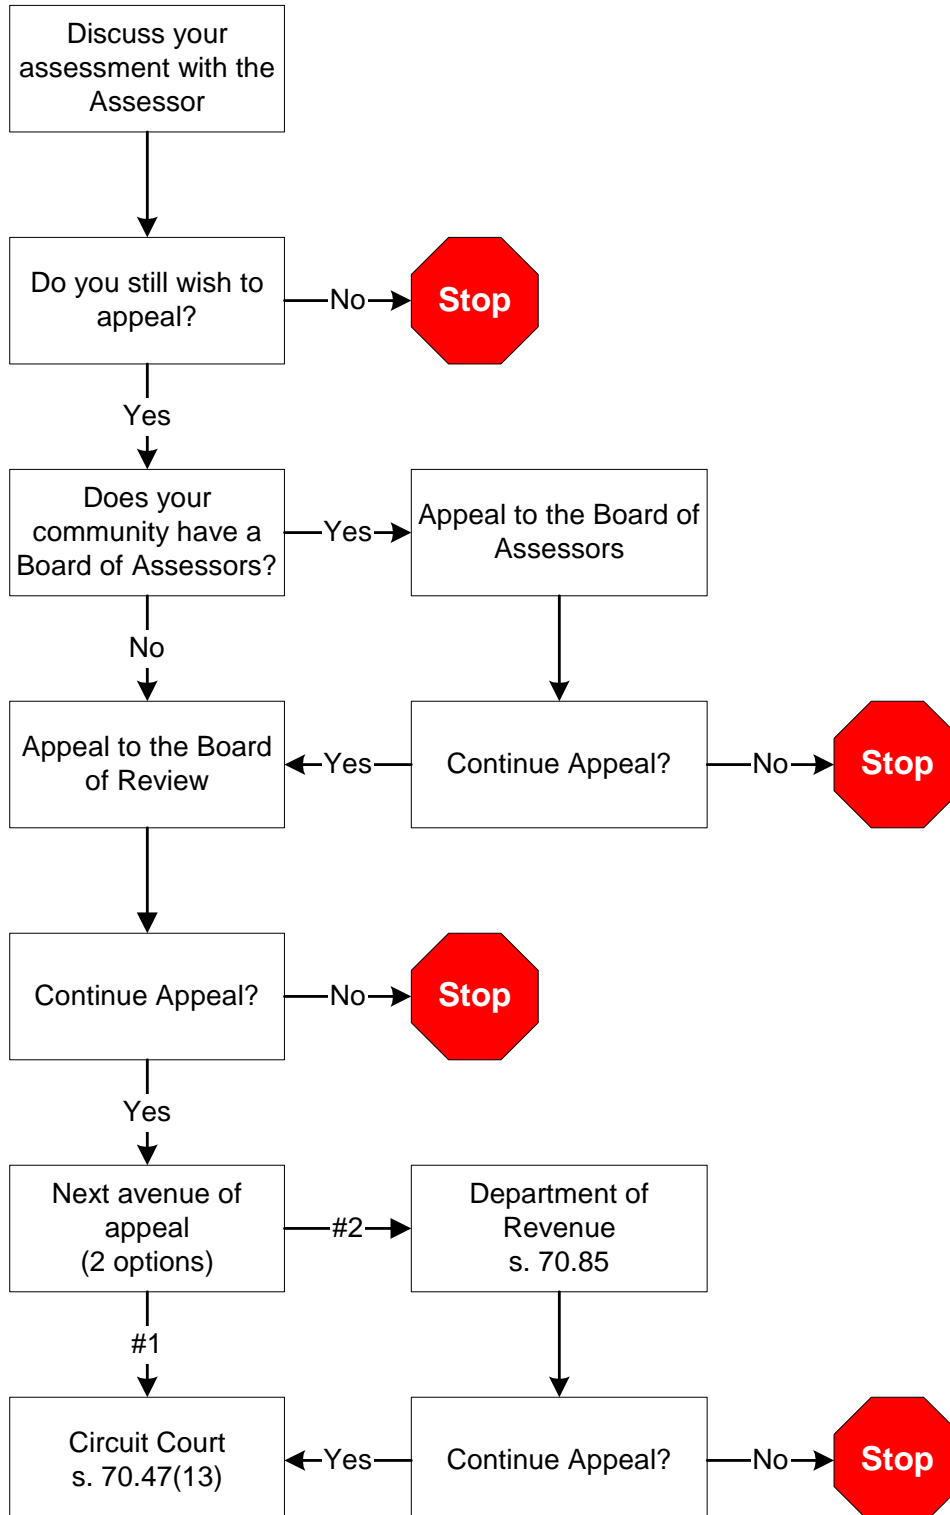 Discuss your
assessment with the
Assessor
Do you still wish to
appeal?
No
Stop
Yes
Does your
community have a
Board of Assessors?
Yes
Appeal to the Board of
Assessors
No
Appeal to the Board
of Review
Yes
Continue Appeal?
No
Stop
Continue Appeal?
No
Stop
Yes
Next avenue of
appeal
(2 options)
#2
Department of
Revenue
s. 70.85
#1
Circuit Court
s. 70.47(13)
Yes
Continue Appeal?
No
Stop